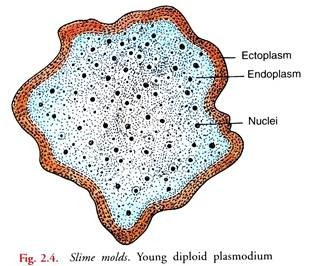 Ectoplasm
Endoplasm
Nuclei
Fig. 2.4. Slime molds. Young diploid plasmodium